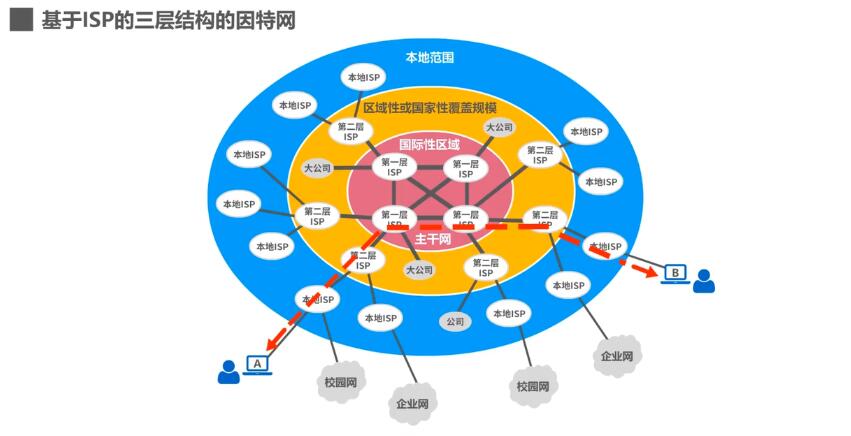 基于ISP的三层结构的因特网
本地范围
本地ISP
本地ISP
区域性或国家性覆盖规模
第二层
ISP
大公司
本地ISP
国际性区域
本地ISP
第二层
ISP
大公司
第一层
ISP
第一层
ISP
本地ISP
本地ISP
第二层
ISP
第一层
ISP
第一层
ISP
第二层
ISP
主干网
本地ISP
本地ISP
第二层
ISP
大公司
第二层
ISP
B
本地ISP
本地ISP
本地ISP
公司
本地ISP
A
校园网
企业网
校园网
企业网